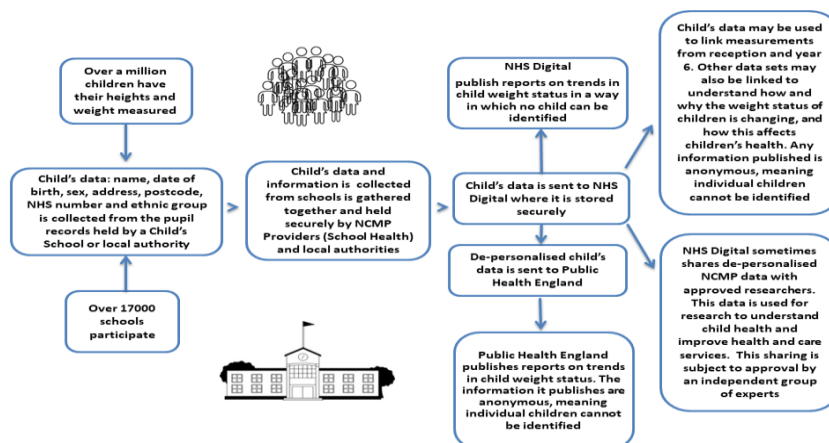 Over a million
children have
their heights and
weight measured
Child's data: name, date of
birth, sex, address, postcode,
NHS number and ethnic group
is collected from the pupil
records held by a Child's
School or local authority
Over 17000
schools
participate
Child's data and
information is collected
from schools is gathered
together and held
securely by NCMP
Providers (School Health)
and local authorities
NHS Digital
publish reports on trends in
child weight status in a way
in which no child can be
identified
Child's data is sent to NHS
Digital where it is stored
securely
De-personalised child's
data is sent to Public
Health England
Public Health England
publishes reports on trends
in child weight status. The
information it publishes are
anonymous, meaning
individual children cannot
be identified
Child's data may be used
to link measurements
from reception and year
6. Other data sets may
also be linked to
understand how and
why the weight status of
children is changing, and
how this affects
children's health. Any
information published is
anonymous, meaning
individual children
cannot be identified
NHS Digital sometimes
shares de-personalised
NCMP data with
approved researchers.
This data is used for
research to understand
child health and
improve health and care
services. This sharing is
subject to approval by
an independent group
of experts